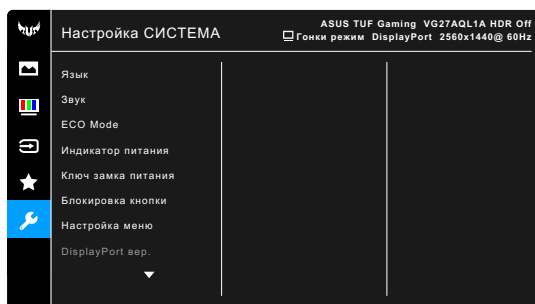 Настройка СИСТЕМА
ASUS TUF Gaming VG27AQL1A HDR Off
Гонки режим DisplayPort 2560x1440@ 60Hz
Язык
Звук
ECO Mode
Индикатор питания
Ключ замка питания
Блокировка кнопки
Настройка меню
DisplayPort вер.